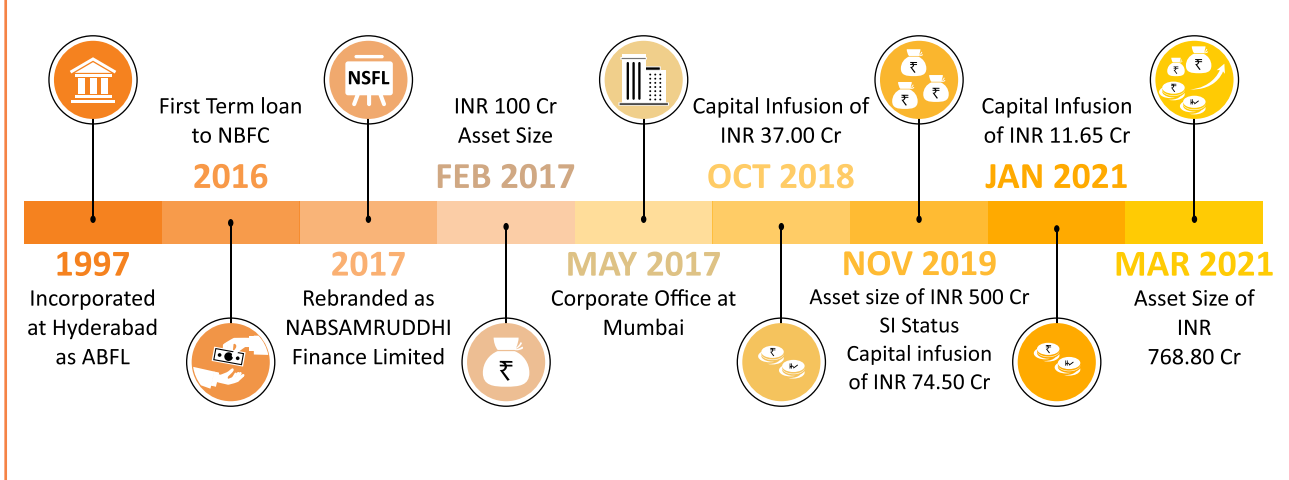 1997
Incorporated
at Hyderabad
as ABFL
First Term loan
to NBFC
2016
NSFL
2017
Rebranded as
NABSAMRUDDHI
Finance Limited
INR 100 Cr
Asset Size
FEB 2017
₹
MAY 2017
Corporate Office at
Mumbai
Capital Infusion of
INR 37.00 Cr
OCT 2018
₹
₹
₹
₹
NOV 2019
Asset size of INR 500 Cr
SI Status
Capital infusion
of INR 74.50 Cr
Capital Infusion
of INR 11.65 Cr
JAN 2021
₹
₹
₹
₹
MAR 2021
Asset Size of
INR
768.80 Cr